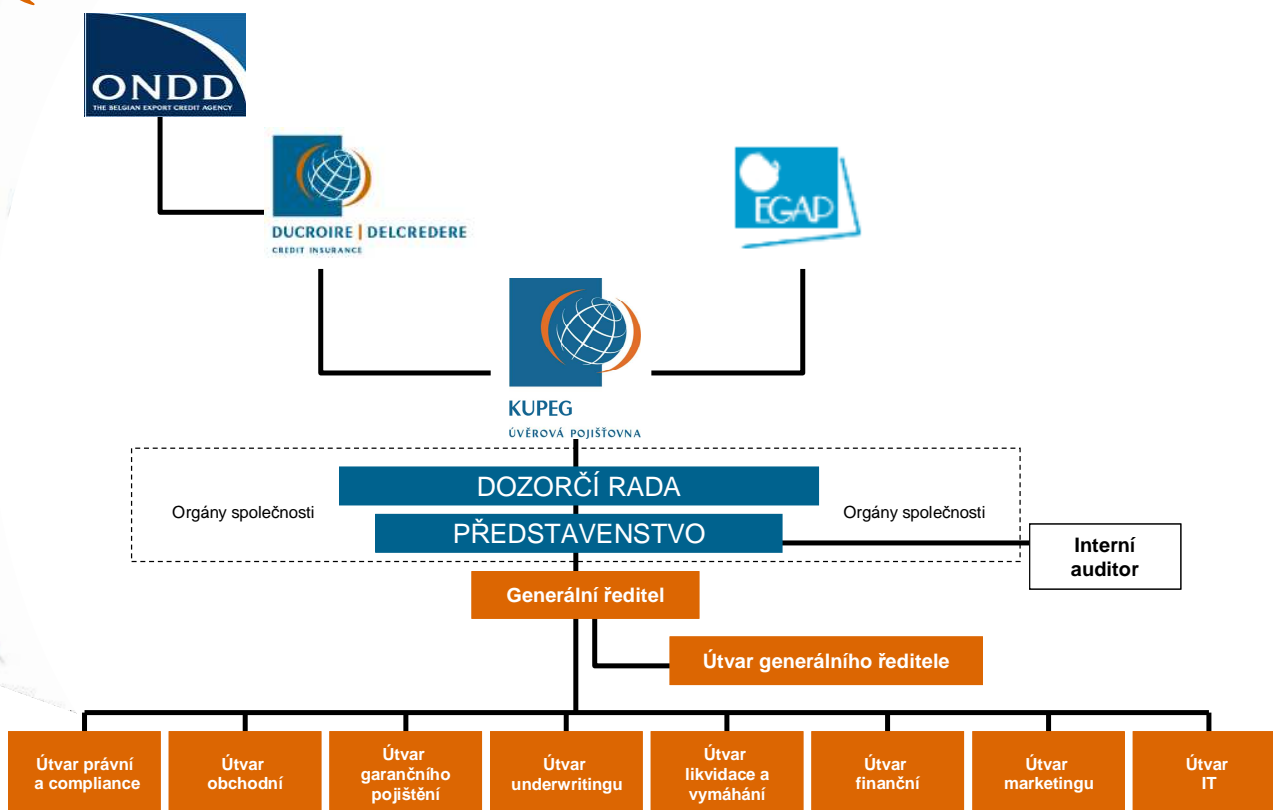 ONDD
THE BELGIAN EXPORT CREDIT AGENCY
DUCROIRE | DELCREDERE
CREDIT INSURANCE
EGAP
KUPEG
ÚVĚROVÁ POJIŠŤOVNA
DOZORČÍ RADA
Orgány společnosti
Orgány společnosti
PŘEDSTAVENSTVO
Interní
auditor
Generální ředitel
Útvar generálního ředitele
Útvar právní
a compliance
Útvar
obchodní
Útvar
garančního
pojištění
Útvar
underwritingu
Útvar
likvidace a
vymáhání
Útvar
finanční
Útvar
marketingu
Útvar
IT